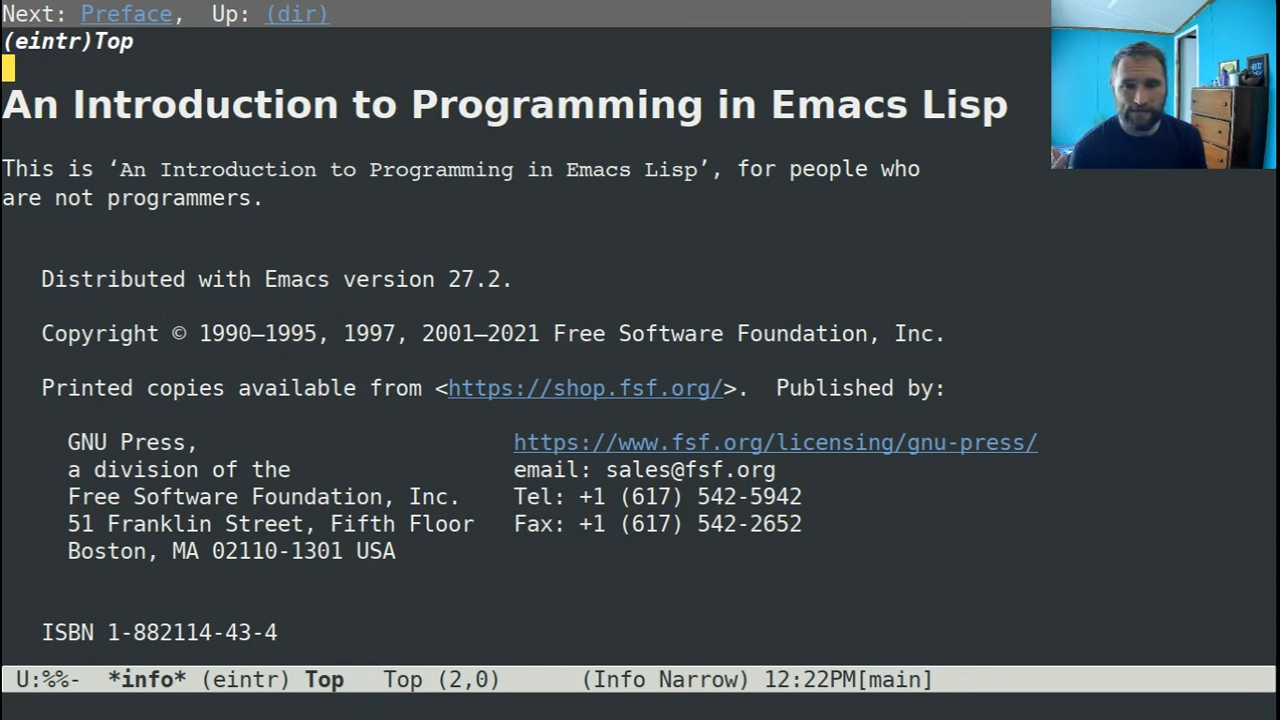 Next: Preface,  Up: (dir)
(eintr)Top
An Introduction to Programming in Emacs Lisp
This is ‘An Introduction to Programming in Emacs Lisp’, for people who
are not programmers.
Distributed with Emacs version 27.2.
Copyright © 1990–1995, 1997, 2001–2021 Free Software Foundation, Inc.
Printed copies available from <https://shop.fsf.org/>.  Published by:
GNU Press,                        https://www.fsf.org/licensing/gnu-press/
a division of the                 email: sales@fsf.org
Free Software Foundation, Inc.    Tel: +1 (617) 542-5942
51 Franklin Street, Fifth Floor   Fax: +1 (617) 542-2652
Boston, MA 02110-1301 USA
ISBN 1-882114-43-4
U:%%-  *info* (eintr) Top   Top (2,0)      (Info Narrow) 12:22PM[main]